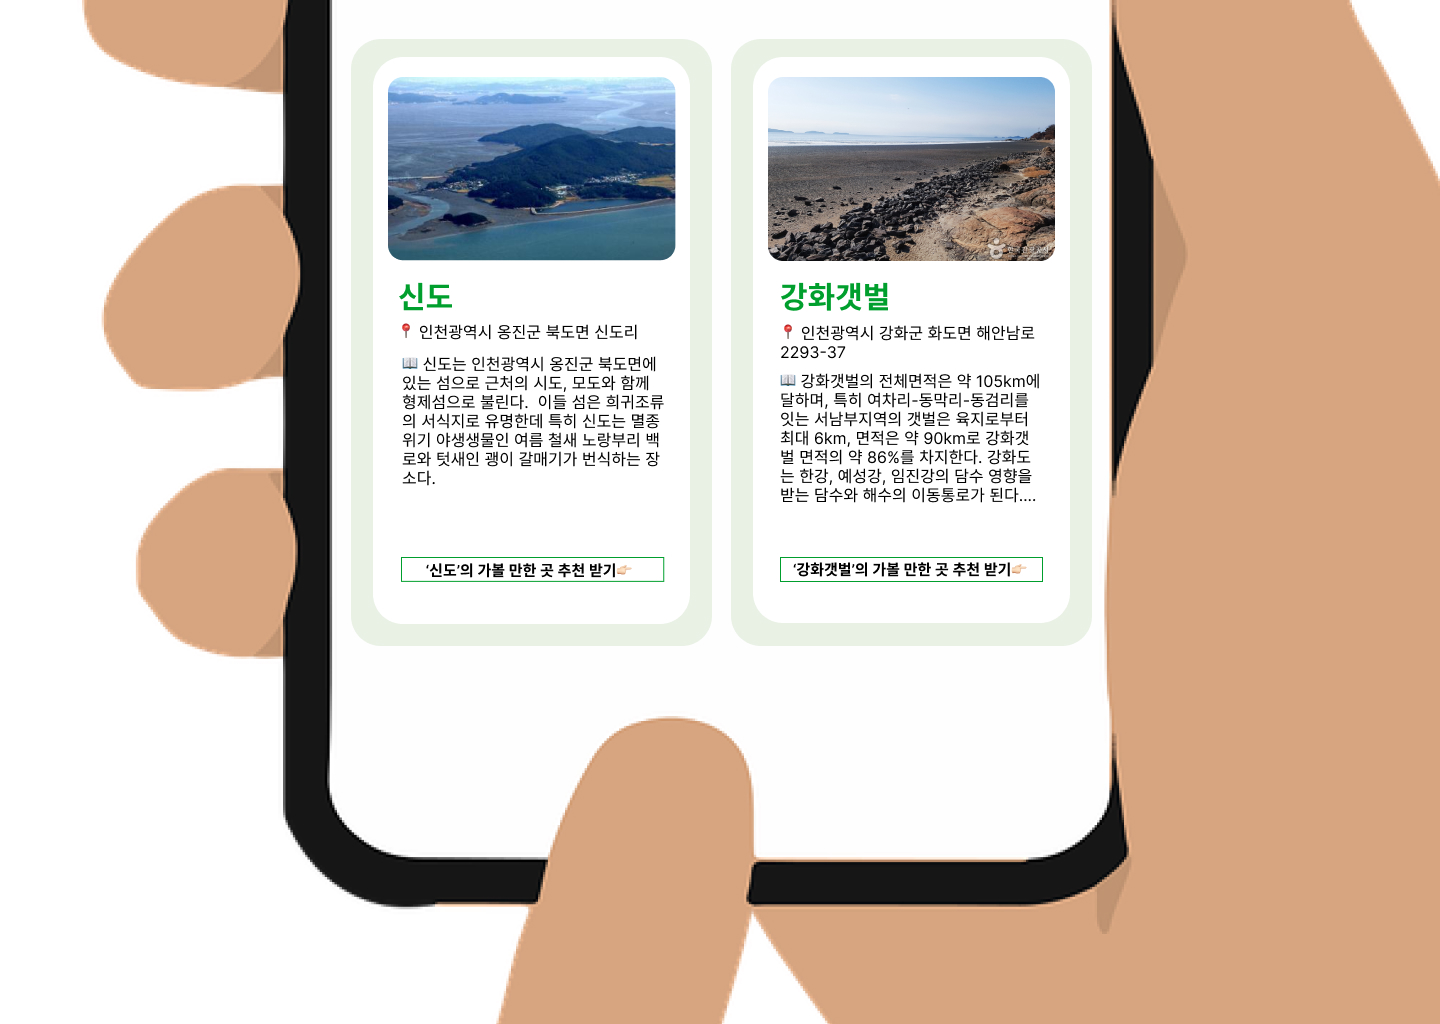 신도
📍 인천광역시 옹진군 북도면 신도리
📖 신도는 인천광역시 옹진군 북도면에
있는 섬으로 근처의 시도, 모도와 함께
형제섬으로 불린다.  이들 섬은 희귀조류
의 서식지로 유명한데 특히 신도는 멸종
위기 야생생물인 여름 철새 노랑부리 백
로와 텃새인 괭이 갈매기가 번식하는 장
소다.
‘신도’의 가볼 만한 곳 추천 받기👉🏻
한국관광공사
강화갯벌
📍 인천광역시 강화군 화도면 해안남로
2293-37
📖 강화갯벌의 전체면적은 약 105km에
달하며, 특히 여차리-동막리-동검리를
잇는 서남부지역의 갯벌은 육지로부터
최대 6km, 면적은 약 90km로 강화갯
벌 면적의 약 86%를 차지한다. 강화도
는 한강, 예성강, 임진강의 담수 영향을
받는 담수와 해수의 이동통로가 된다....
‘강화갯벌’의 가볼 만한 곳 추천 받기👉🏻